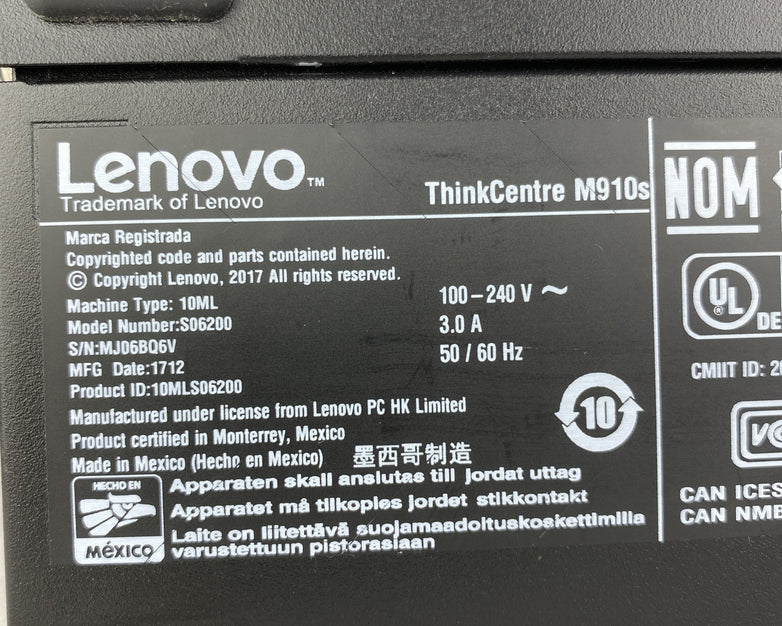 Lenovo™
Trademark of Lenovo
ThinkCentre M910s
Marca Registrada
Copyrighted code and parts contained herein.
© Copyright Lenovo, 2017 All rights reserved.
Machine Type: 10ML
Model Number:S06200
S/N:MJ06BQ6V
MFG Date:1712
Product ID:10MLS06200
100-240 V ~
3.0 A
50 / 60 Hz
Manufactured under license from Lenovo PC HK Limited
Product certified in Monterrey, Mexico
Made in Mexico (Hecho en Mexico) 墨西哥制造
10
HECHO EN
MÉXICO
Apparaten skall anslutas till jordat uttag
Apparatet må tilkoples jordet stikkontakt
Laite on liitettävä suojamaadoituskoskettimilla
varustettuun pistorasiaan
NOM
UL
®
DE
CMIIT ID: 20
CAN ICES
CAN NMB